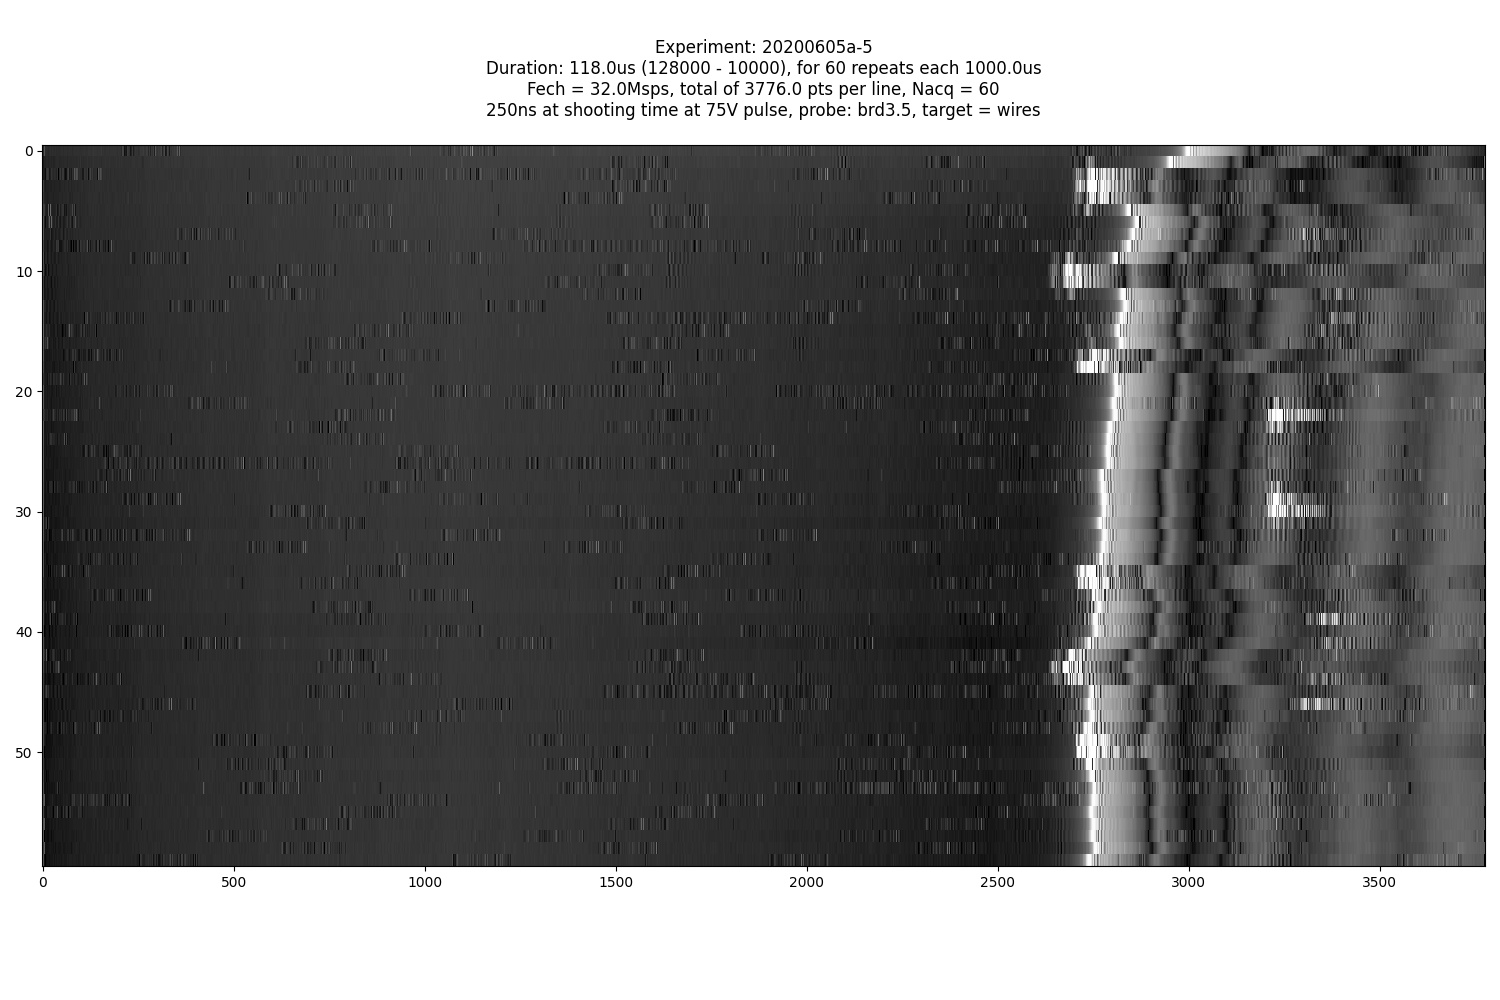 Experiment: 20200605a-5
Duration: 118.0us (128000 - 10000), for 60 repeats each 1000.0us
Fech = 32.0Msps, total of 3776.0 pts per line, Nacq = 60
250ns at shooting time at 75V pulse, probe: brd3.5, target = wires
0
10
20
30
40
50
0 500 1000 1500 2000 2500 3000 3500